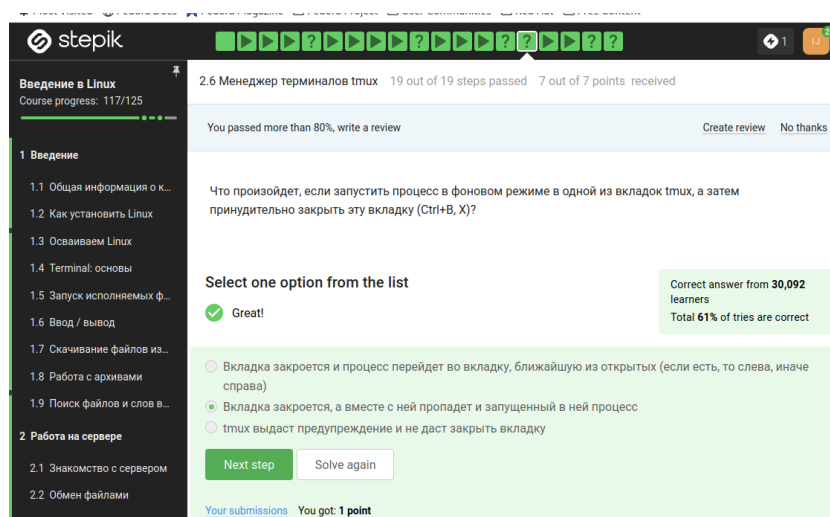 stepik
1
2
Введение в Linux
Course progress: 117/125
2.6 Менеджер терминалов tmux 19 out of 19 steps passed 7 out of 7 points received
You passed more than 80%, write a review
Create review No thanks
1 Введение
1.1 Общая информация о к...
1.2 Как установить Linux
1.3 Осваиваем Linux
1.4 Terminal: основы
1.5 Запуск исполняемых ф...
1.6 Ввод / вывод
1.7 Скачивание файлов из...
1.8 Работа с архивами
1.9 Поиск файлов и слов в...
2 Работа на сервере
2.1 Знакомство с сервером
2.2 Обмен файлами
Что произойдет, если запустить процесс в фоновом режиме в одной из вкладок tmux, а затем
принудительно закрыть эту вкладку (Ctrl+B, X)?
Select one option from the list
Great!
Correct answer from 30,092
learners
Total 61% of tries are correct
Вкладка закроется и процесс перейдет во вкладку, ближайшую из открытых (если есть, то слева, иначе
справа)
Вкладка закроется, а вместе с ней пропадет и запущенный в ней процесс
tmux выдаст предупреждение и не даст закрыть вкладку
Next step
Solve again
Your submissions You got: 1 point